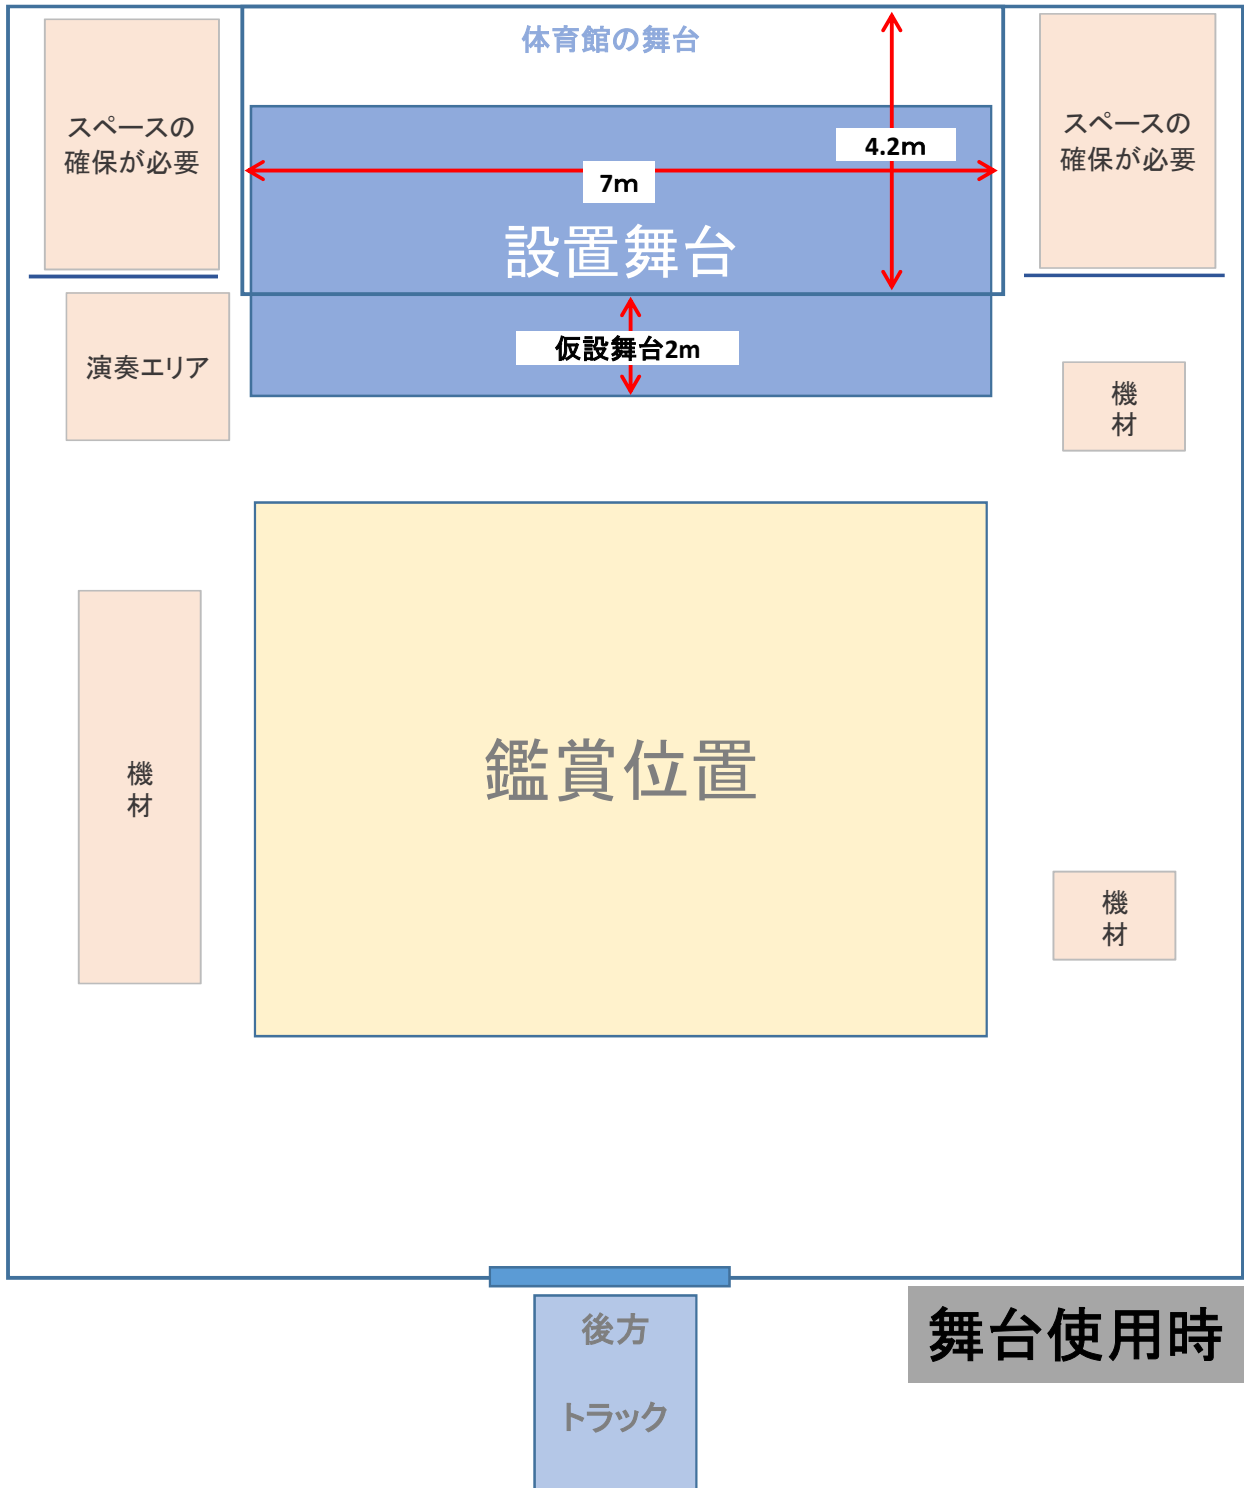 体育館の舞台
スペースの
確保が必要
スペースの
確保が必要
4.2m
7m
設置舞台
仮設舞台2m
演奏エリア
機
材
鑑賞位置
機
材
機
材
後方
トラック
舞台使用時